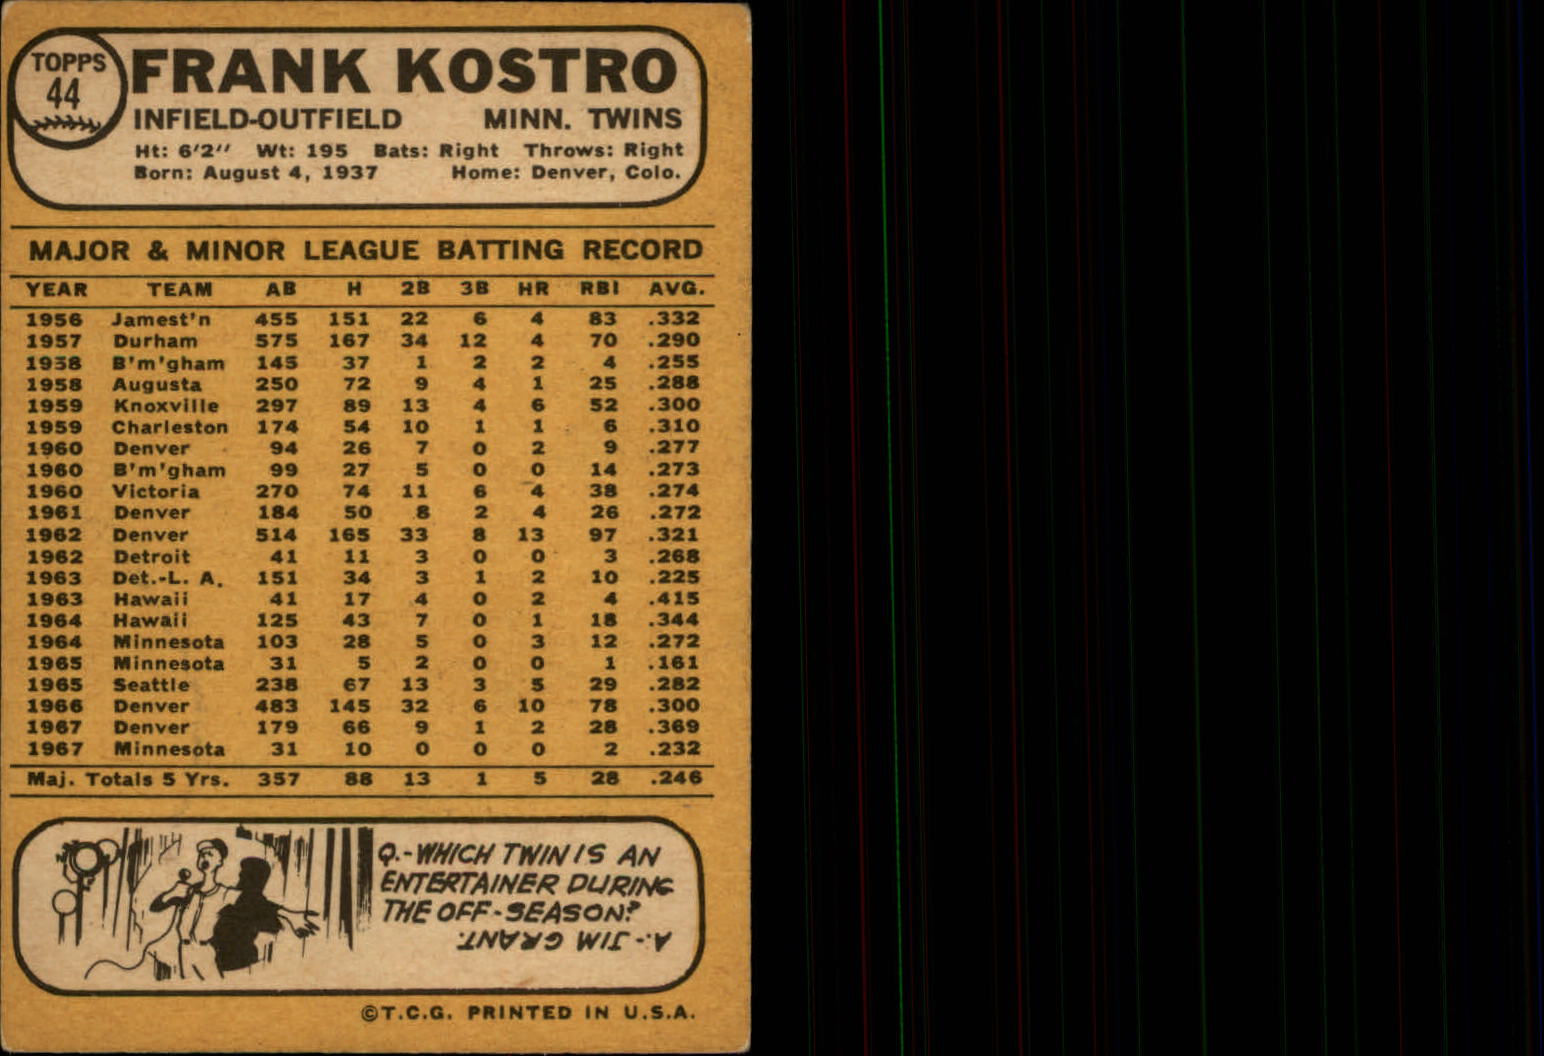 TOPPS
44
FRANK KOSTRO
INFIELD-OUTFIELD MINN. TWINS
Ht: 6'2" Wt: 195 Bats: Right Throws: Right
Born: August 4, 1937 Home: Denver, Colo.
MAJOR & MINOR LEAGUE BATTING RECORD
YEAR TEAM AB H 2B 3B HR RBI AVG.
1956 Jamest'n 455 151 22 6 4 83 .332
1957 Durham 575 167 34 12 4 70 .290
1958 B'm'gham 145 37 1 2 2 4 .255
1958 Augusta 250 72 9 4 1 25 .288
1959 Knoxville 297 89 13 4 6 52 .300
1959 Charleston 174 54 10 1 1 6 .310
1960 Denver 94 26 7 0 2 9 .277
1960 B'm'gham 99 27 5 0 0 14 .273
1960 Victoria 270 74 11 6 4 38 .274
1961 Denver 184 50 8 2 4 26 .272
1962 Denver 514 165 33 8 13 97 .321
1962 Detroit 41 11 3 0 0 3 .268
1963 Det.-L. A. 151 34 3 1 2 10 .225
1963 Hawaii 41 17 4 0 2 4 .415
1964 Hawaii 125 43 7 0 1 18 .344
1964 Minnesota 103 28 5 0 3 12 .272
1965 Minnesota 31 5 2 0 0 1 .161
1965 Seattle 238 67 13 3 5 29 .282
1966 Denver 483 145 32 6 10 78 .300
1967 Denver 179 66 9 1 2 28 .369
1967 Minnesota 31 10 0 0 0 2 .232
Maj. Totals 5 Yrs. 357 88 13 1 5 28 .246
Q.-WHICH TWIN IS AN
ENTERTAINER DURING
THE OFF-SEASON?
A.-JIM GRANT.
©T.C.G. PRINTED IN U.S.A.